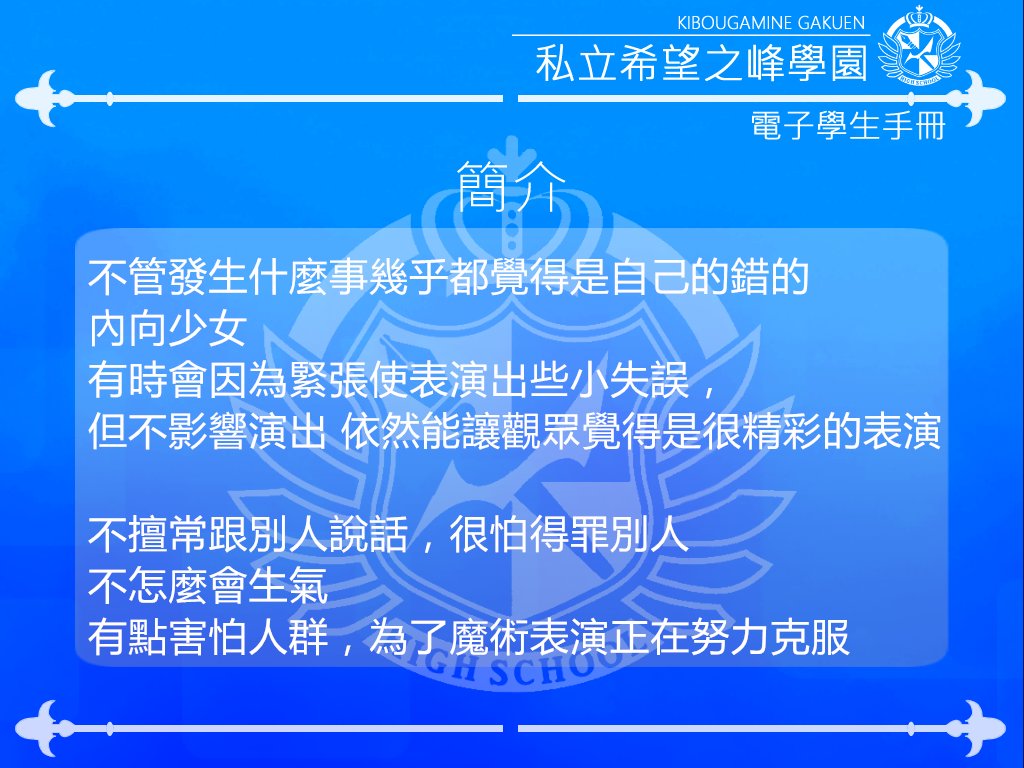 KIBOUGAMINE GAKUEN
私立希望之峰學園
HIGH SCHOOL
電子學生手冊
簡介
不管發生什麼事幾乎都覺得是自己的錯的
內向少女
有時會因為緊張使表演出些小失誤，
但不影響演出 依然能讓觀眾覺得是很精彩的表演
不擅常跟別人說話，很怕得罪別人
不怎麼會生氣
有點害怕人群，為了魔術表演正在努力克服
HIGH SCHOOL